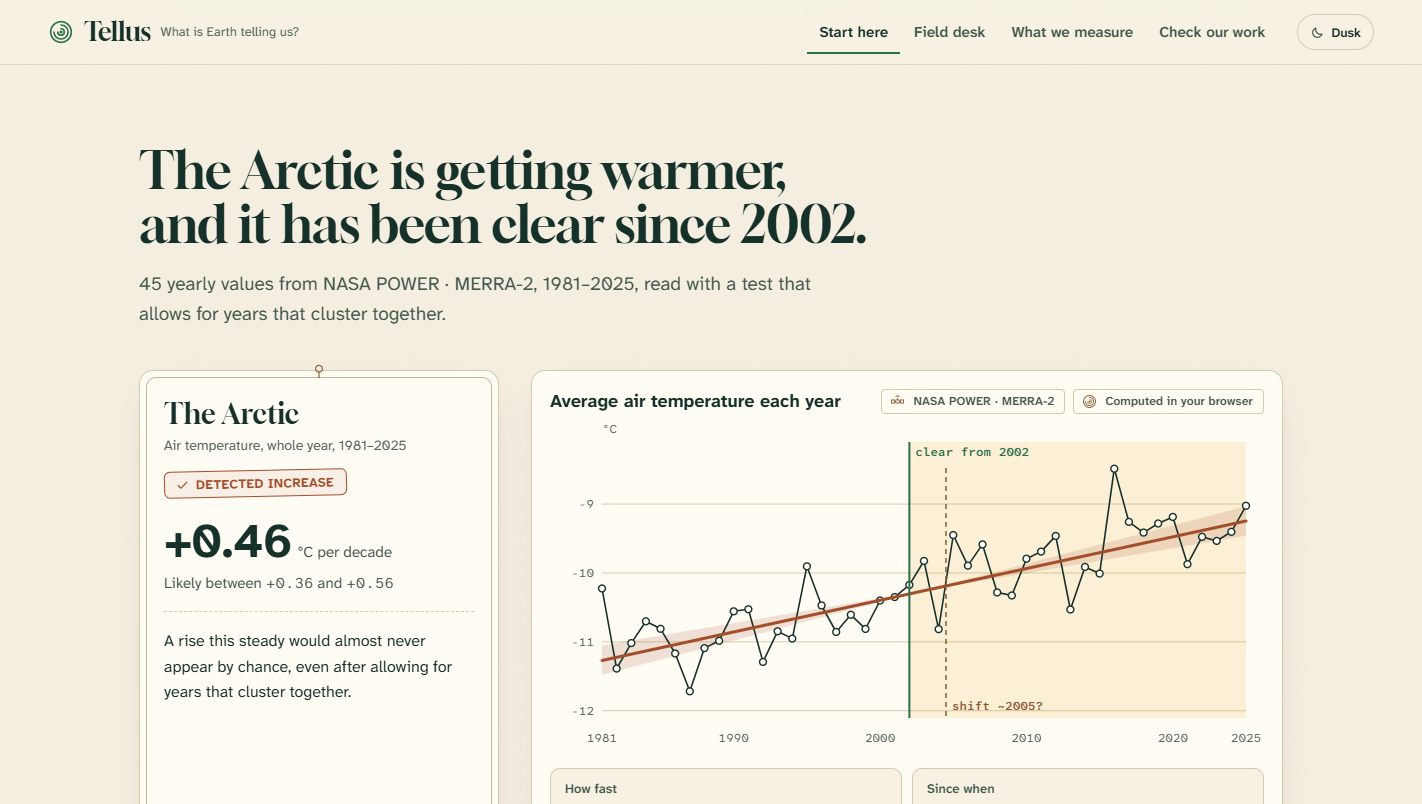 Tellus
What is Earth telling us?
Start here
Field desk
What we measure
Check our work
Dusk
The Arctic is getting warmer,
and it has been clear since 2002.
45 yearly values from NASA POWER · MERRA-2, 1981–2025, read with a test that
allows for years that cluster together.
The Arctic
Air temperature, whole year, 1981–2025
DETECTED INCREASE
+0.46 °C per decade
Likely between +0.36 and +0.56
A rise this steady would almost never
appear by chance, even after allowing for
years that cluster together.
Average air temperature each year
NASA POWER · MERRA-2
Computed in your browser
°C
clear from 2002
-9
-10
-11
-12
shift ~2005?
1981
1990
2000
2010
2020
2025
How fast
Since when